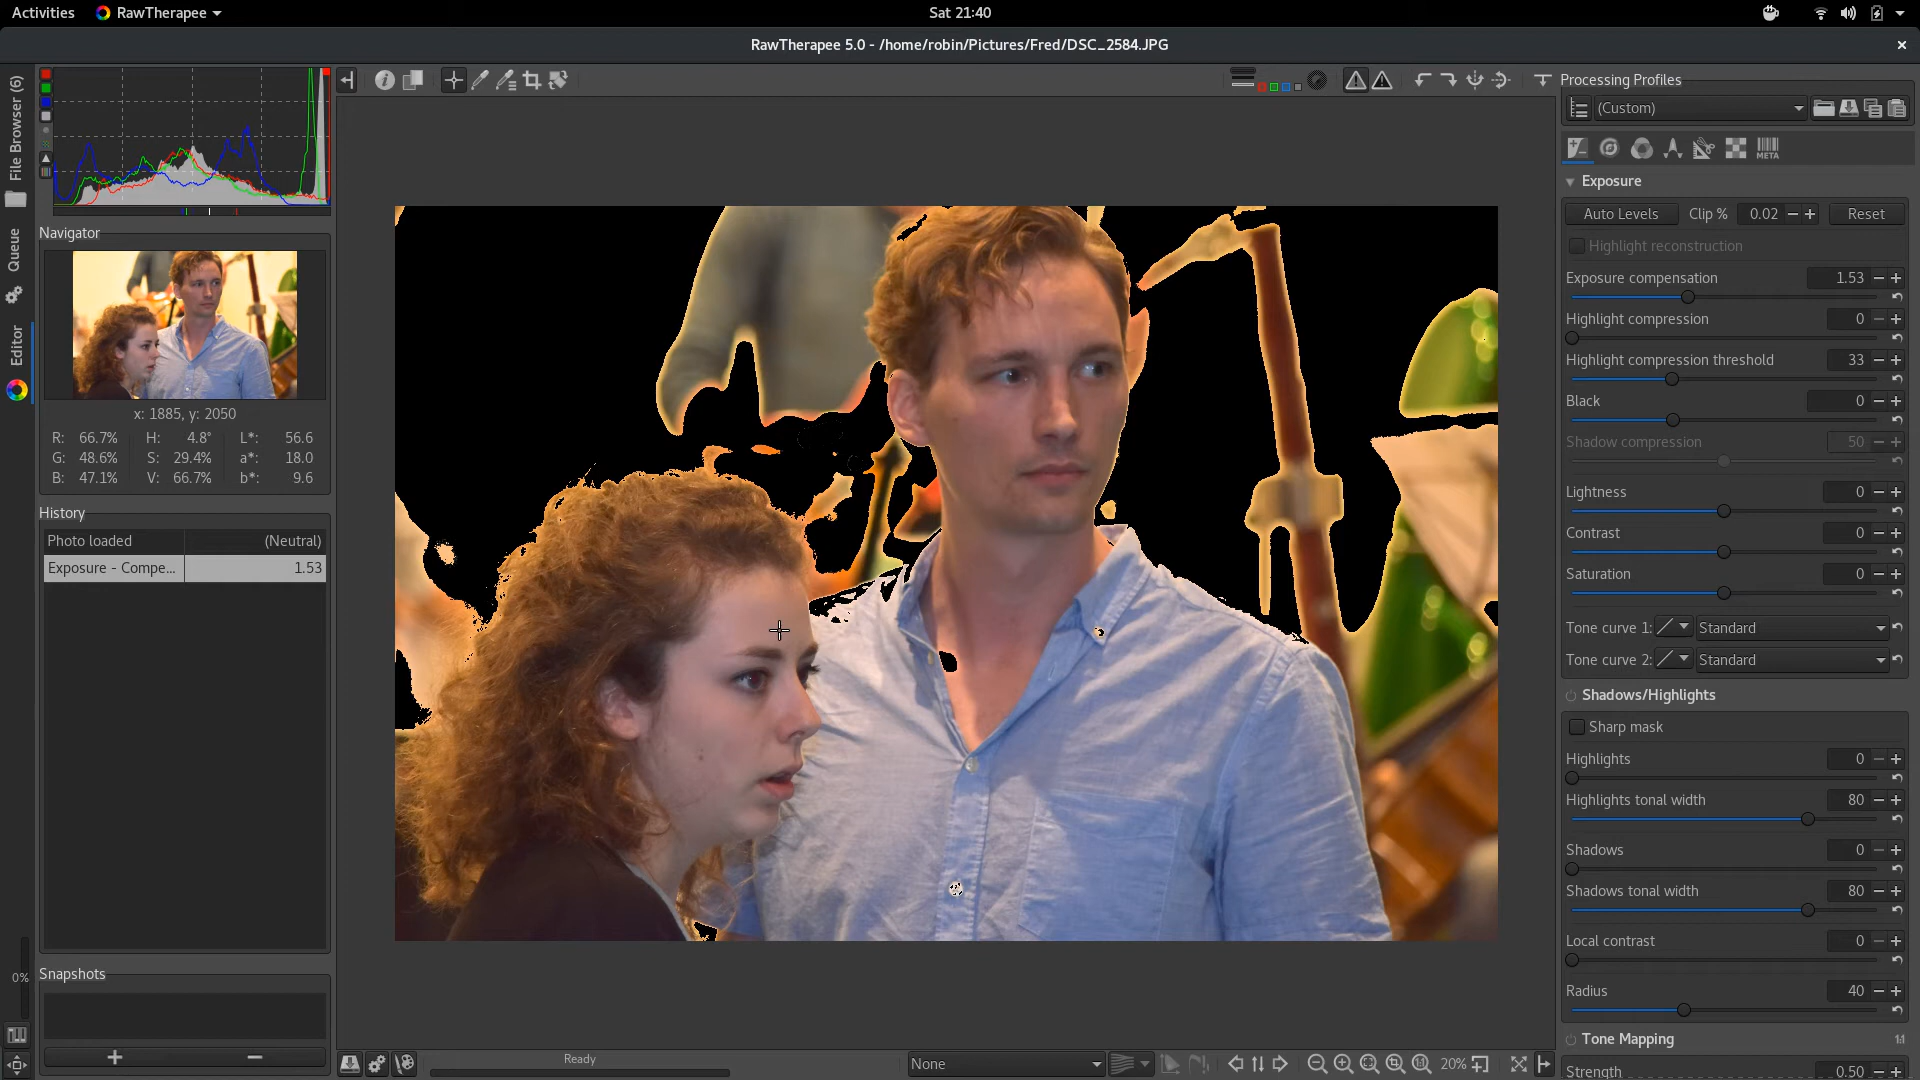 Activities
RawTherapee
Sat 21:40
RawTherapee 5.0 - /home/robin/Pictures/Fred/DSC_2584.JPG
File Browser (6)
Queue
Editor
0%
Navigator
x: 1885, y: 2050
R: 66.7% H: 4.8° L*: 56.6
G: 48.6% S: 29.4% a*: 18.0
B: 47.1% V: 66.7% b*: 9.6
History
Photo loaded (Neutral)
Exposure - Compe... 1.53
Snapshots
Ready
None
20%
Processing Profiles
(Custom)
META
Exposure
Auto Levels Clip % 0.02 Reset
Highlight reconstruction
Exposure compensation 1.53
Highlight compression 0
Highlight compression threshold 33
Black 0
Shadow compression 50
Lightness 0
Contrast 0
Saturation 0
Tone curve 1: Standard
Tone curve 2: Standard
Shadows/Highlights
Sharp mask
Highlights 0
Highlights tonal width 80
Shadows 0
Shadows tonal width 80
Local contrast 0
Radius 40
Tone Mapping 1:1
Strength 0.50